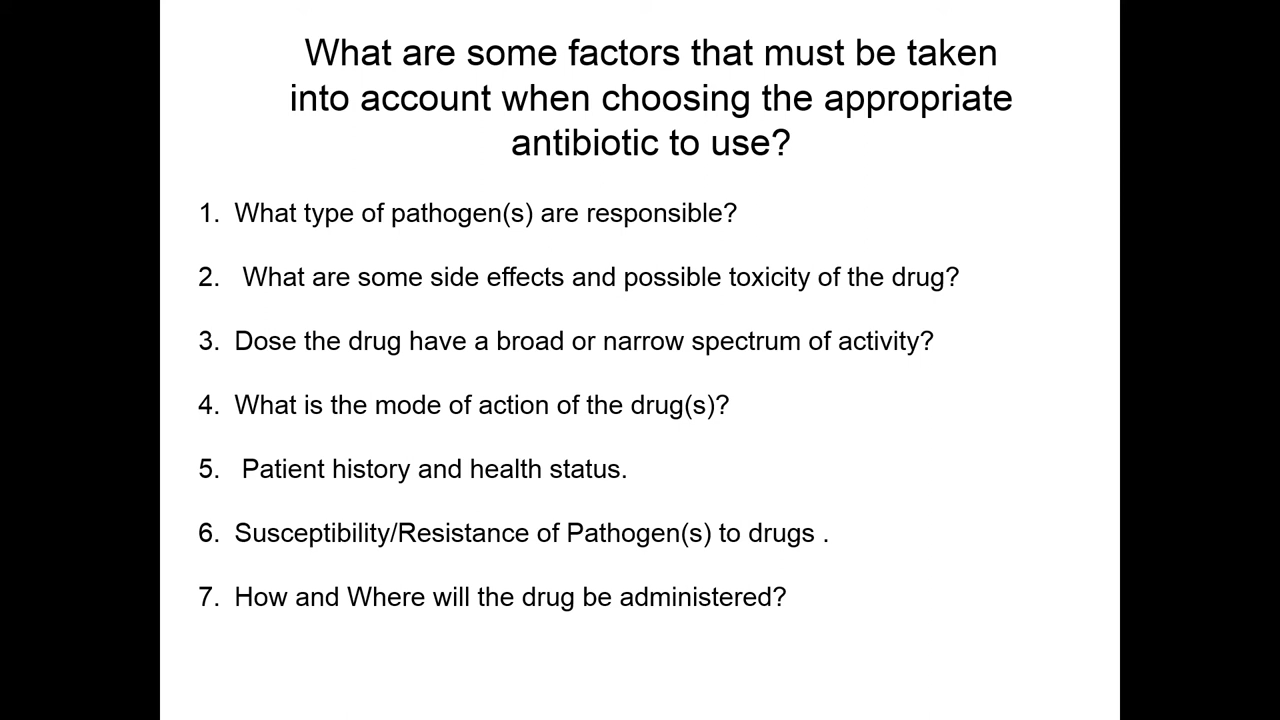 What are some factors that must be taken
into account when choosing the appropriate
antibiotic to use?
1. What type of pathogen(s) are responsible?
2. What are some side effects and possible toxicity of the drug?
3. Dose the drug have a broad or narrow spectrum of activity?
4. What is the mode of action of the drug(s)?
5. Patient history and health status.
6. Susceptibility/Resistance of Pathogen(s) to drugs .
7. How and Where will the drug be administered?